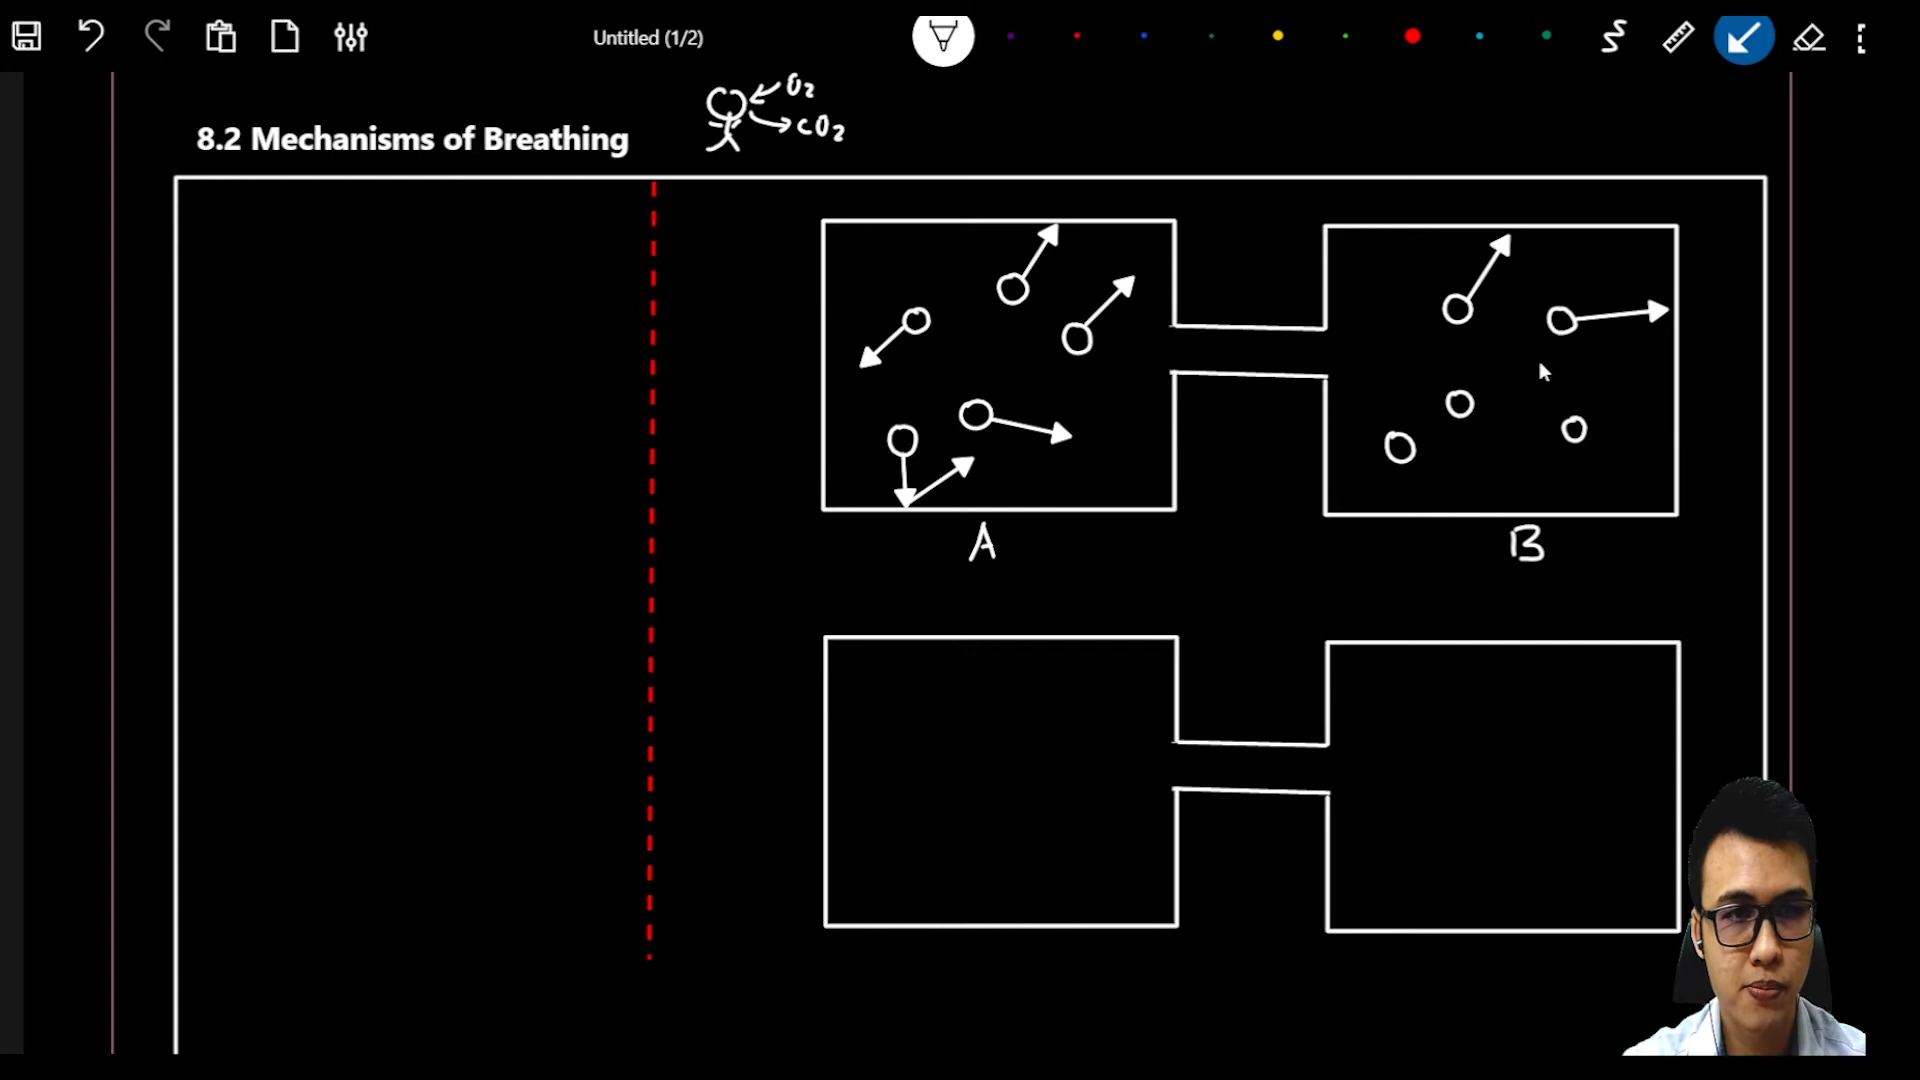 Untitled (1/2)
O2
CO2
8.2 Mechanisms of Breathing
A
B